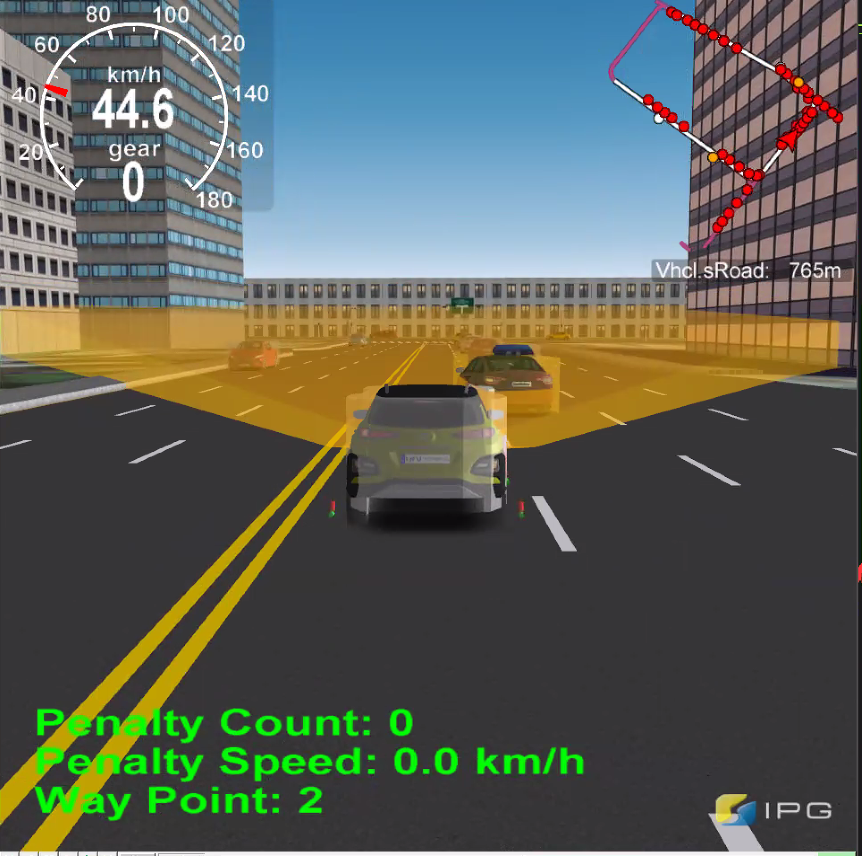 80 100
60 120
km/h
40 44.6 140
gear
20 160
0
180
Vhcl.sRoad: 765m
Penalty Count: 0
Penalty Speed: 0.0 km/h
Way Point: 2
IPG